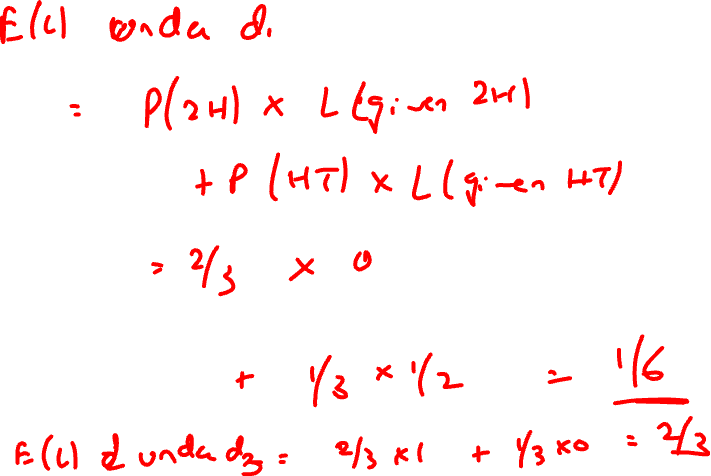 E(L) under d1
= P(2H) × L(given 2H)
+ P(HT) × L(given HT)
= 2/3 × 0
+ 1/3 × 1/2 = 1/6
E(L) under d3 = 2/3 × 1 + 1/3 × 0 = 2/3